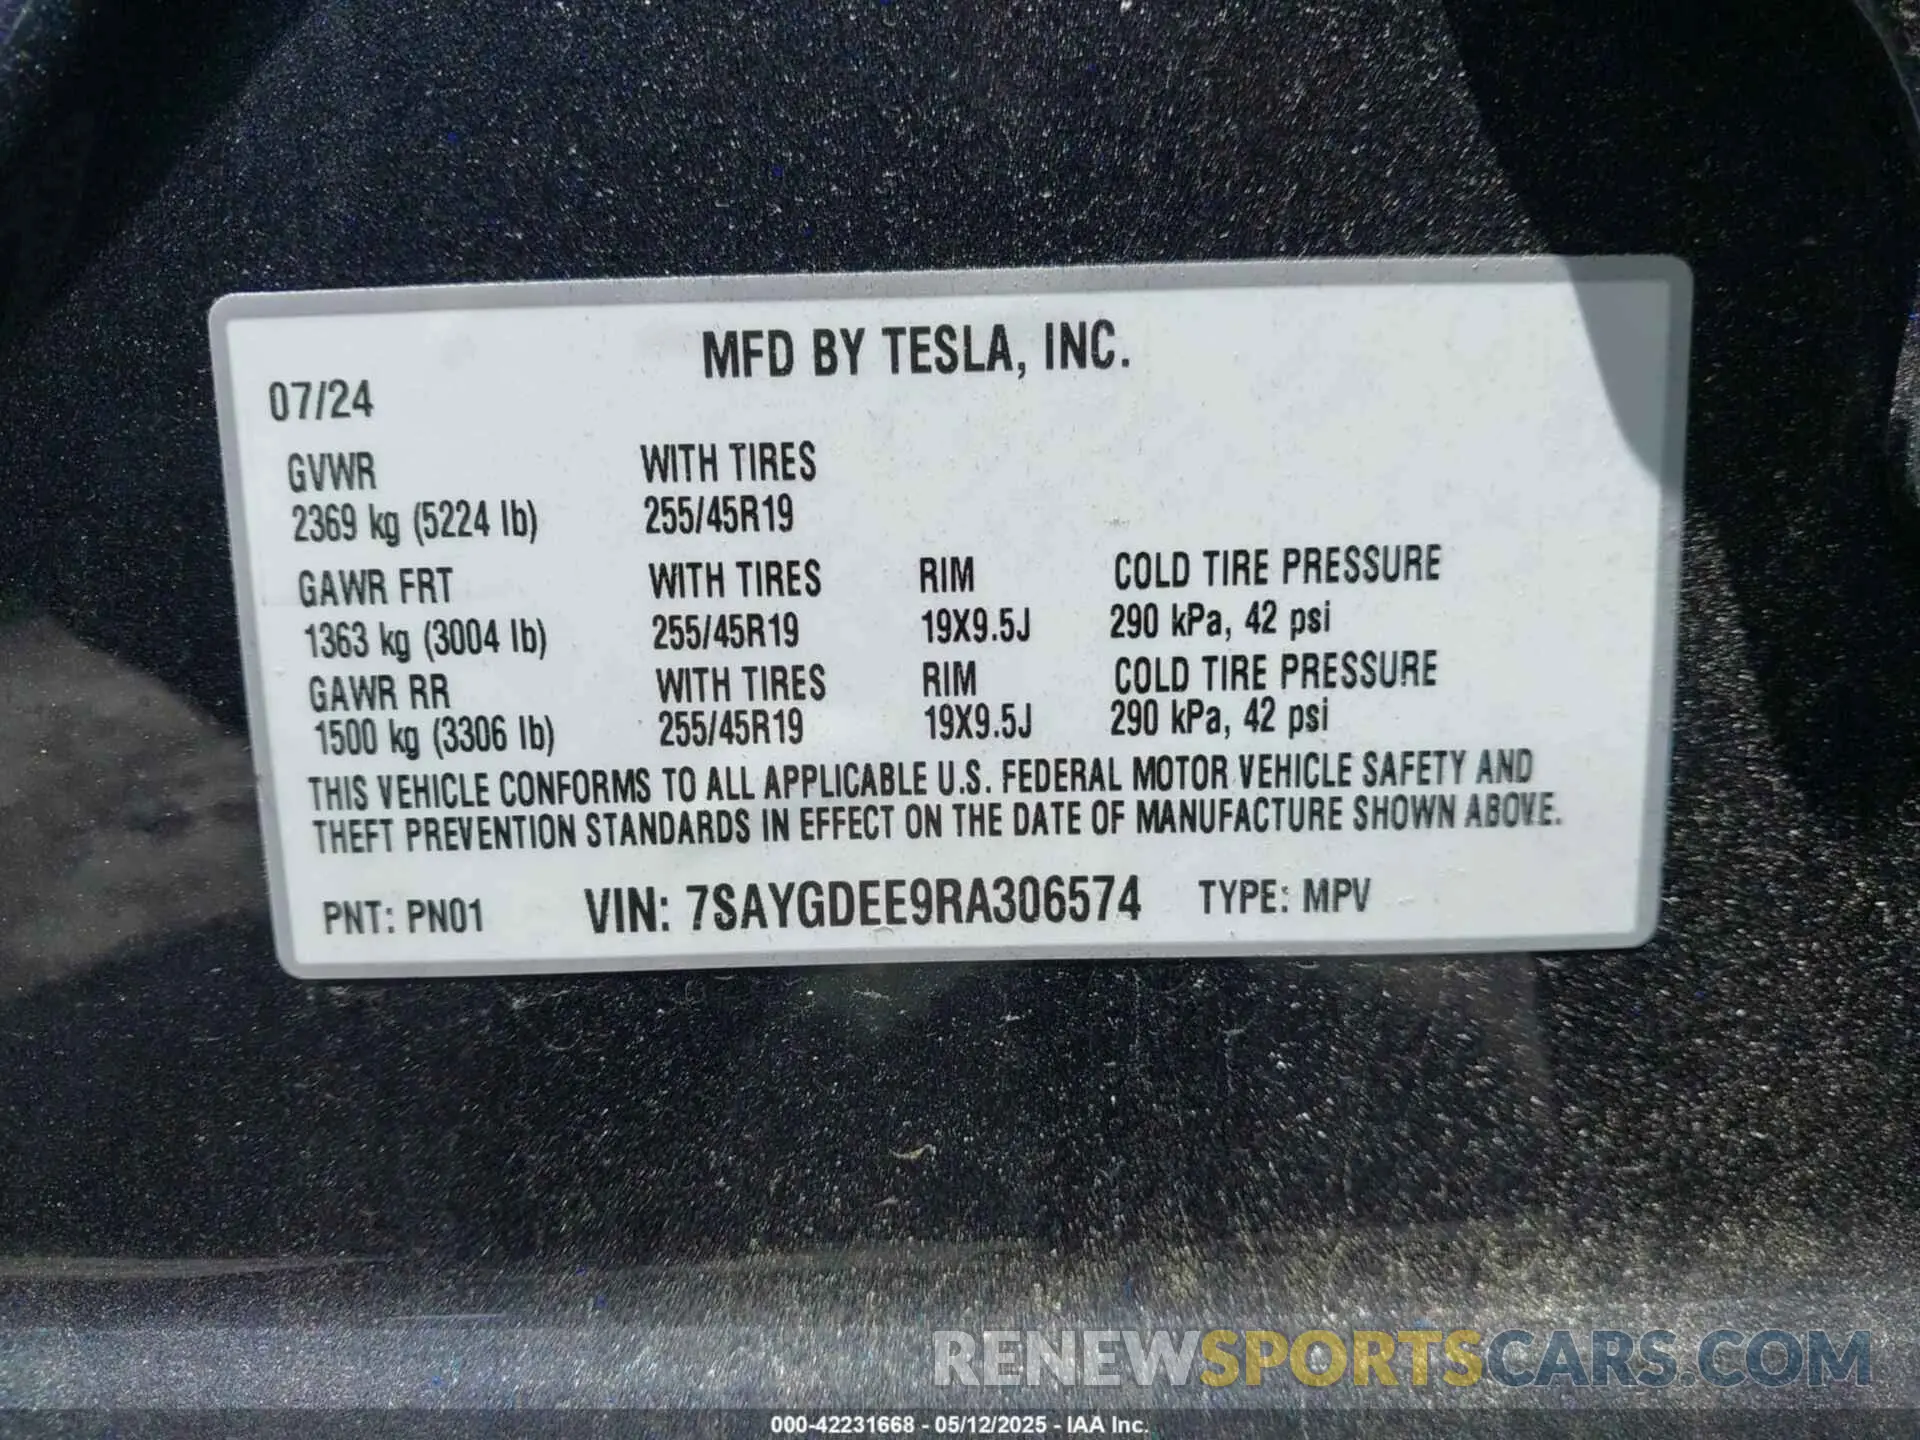 MFD BY TESLA, INC.
07/24
GVWR WITH TIRES
2369 kg (5224 lb) 255/45R19
GAWR FRT WITH TIRES RIM COLD TIRE PRESSURE
1363 kg (3004 lb) 255/45R19 19X9.5J 290 kPa, 42 psi
GAWR RR WITH TIRES RIM COLD TIRE PRESSURE
1500 kg (3306 lb) 255/45R19 19X9.5J 290 kPa, 42 psi
THIS VEHICLE CONFORMS TO ALL APPLICABLE U.S. FEDERAL MOTOR VEHICLE SAFETY AND
THEFT PREVENTION STANDARDS IN EFFECT ON THE DATE OF MANUFACTURE SHOWN ABOVE.
PNT: PN01 VIN: 7SAYGDEE9RA306574 TYPE: MPV
RENEWSPORTSCARS.COM
000-42231668 - 05/12/2025 - IAA Inc.